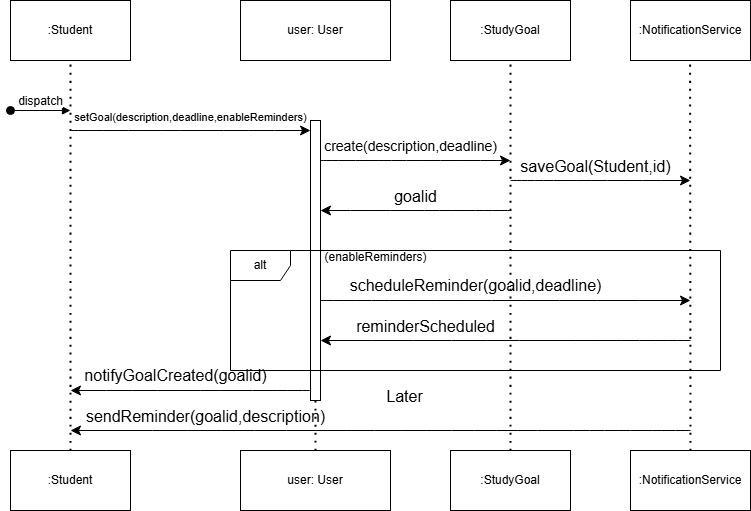 :Student
user: User
:StudyGoal
:NotificationService
dispatch
setGoal(description,deadline,enableReminders)
create(description,deadline)
saveGoal(Student,id)
goalid
alt
(enableReminders)
scheduleReminder(goalid,deadline)
reminderScheduled
notifyGoalCreated(goalid)
Later
sendReminder(goalid,description)
:Student
user: User
:StudyGoal
:NotificationService